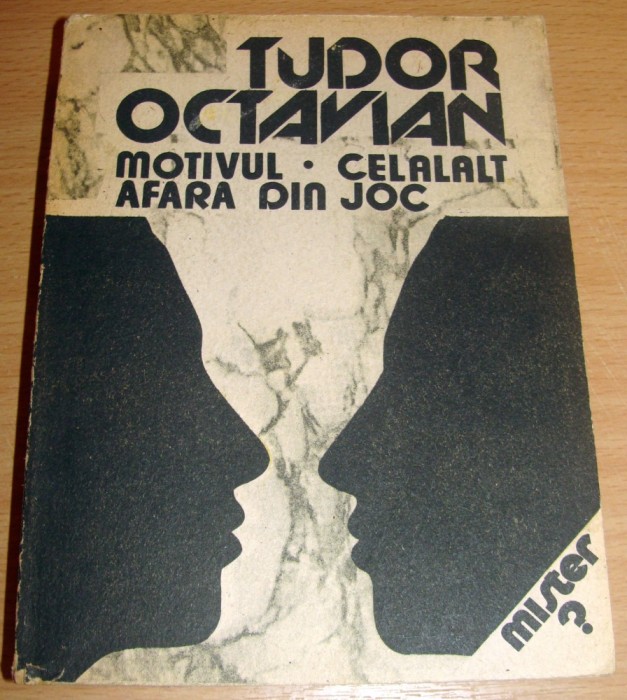 TUDOR
OCTAVIAN
MOTIVUL • CELALALT
AFARA DIN JOC
mister
?